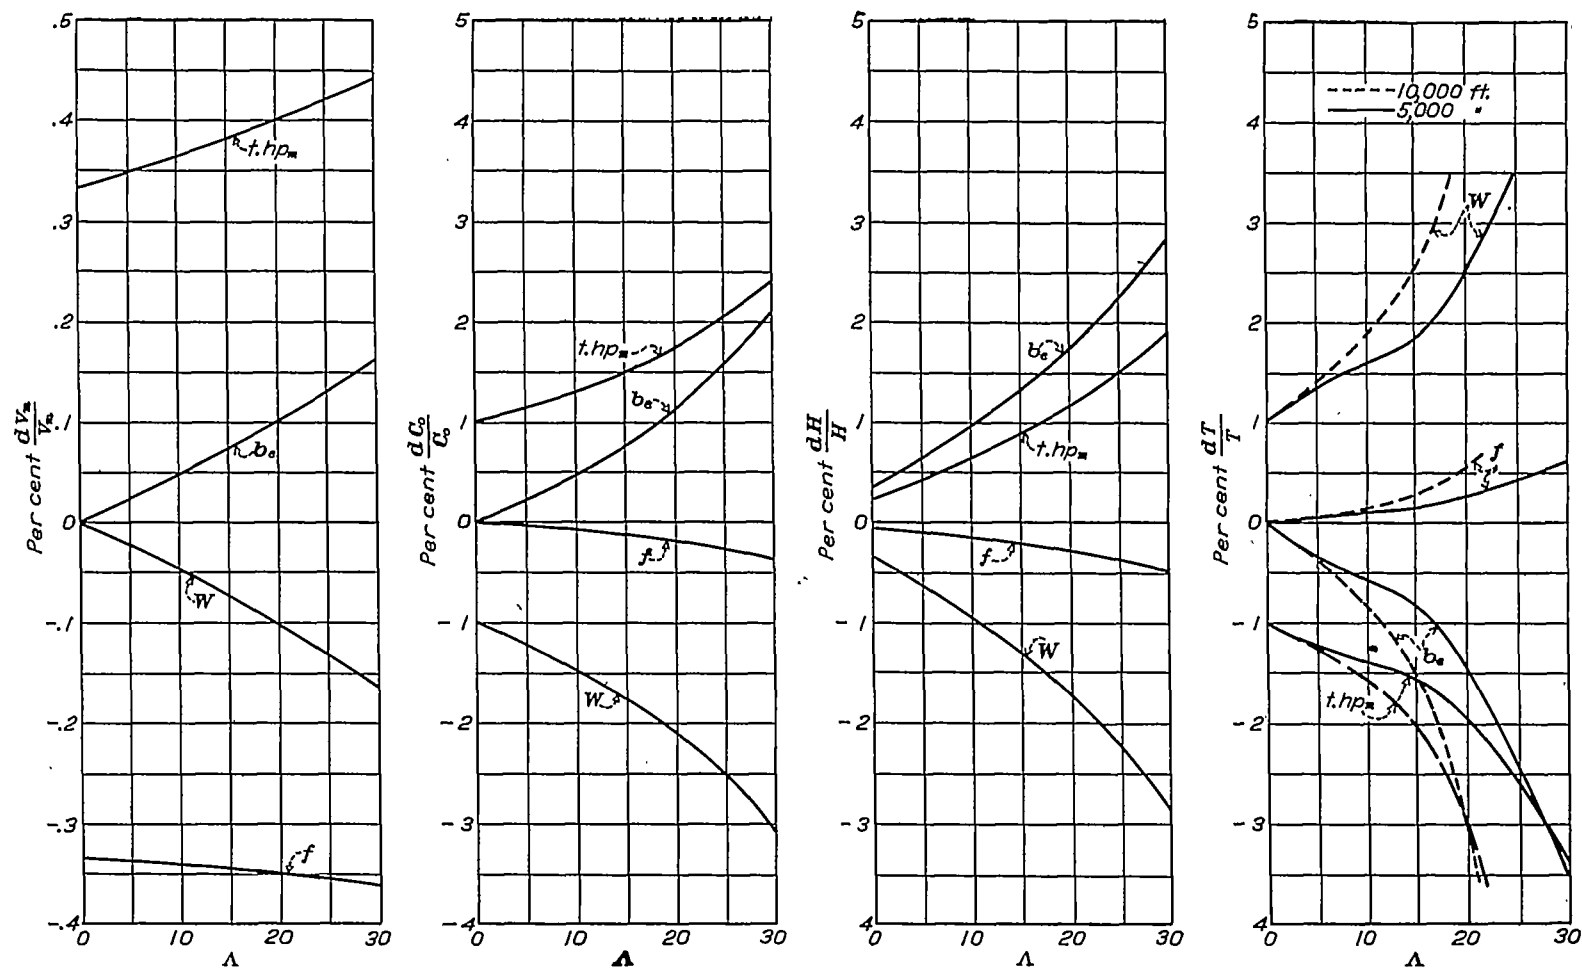 .5
.4
.3
.2
.1
0
-.1
-.2
-.3
-.4
Per cent dVm/Vm
t.hpm
be
W
f
0 10 20 30
Λ
5
4
3
2
1
0
-1
-2
-3
-4
Per cent dCo/Co
t.hpm
be
f
W
0 10 20 30
Λ
5
4
3
2
1
0
-1
-2
-3
-4
Per cent dH/H
be
t.hpm
f
W
0 10 20 30
Λ
5
4
3
2
1
0
-1
-2
-3
-4
Per cent dT/T
10,000 ft.
5,000 "
W
f
be
t.hpm
0 10 20 30
Λ